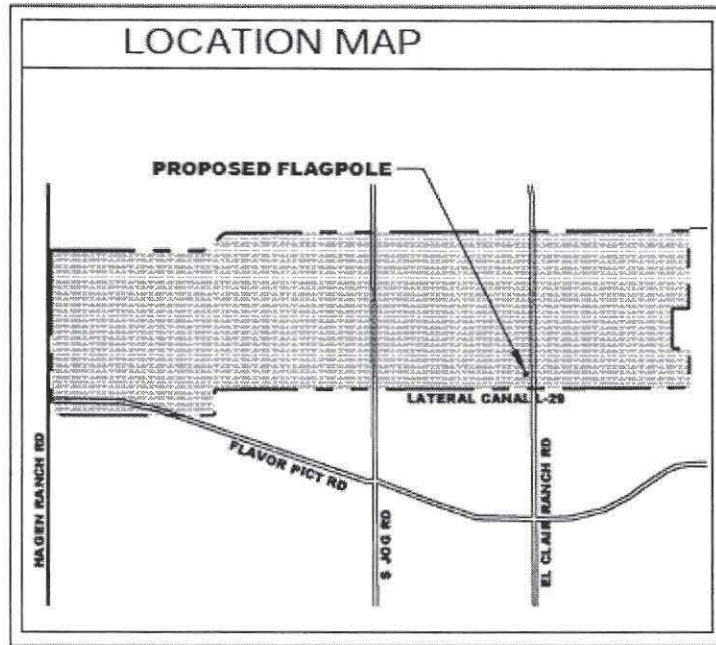 LOCATION MAP
PROPOSED FLAGPOLE
LATERAL CANAL L-29
FLAVOR PICT RD
HAGEN RANCH RD
S JOG RD
EL CLAIR RANCH RD